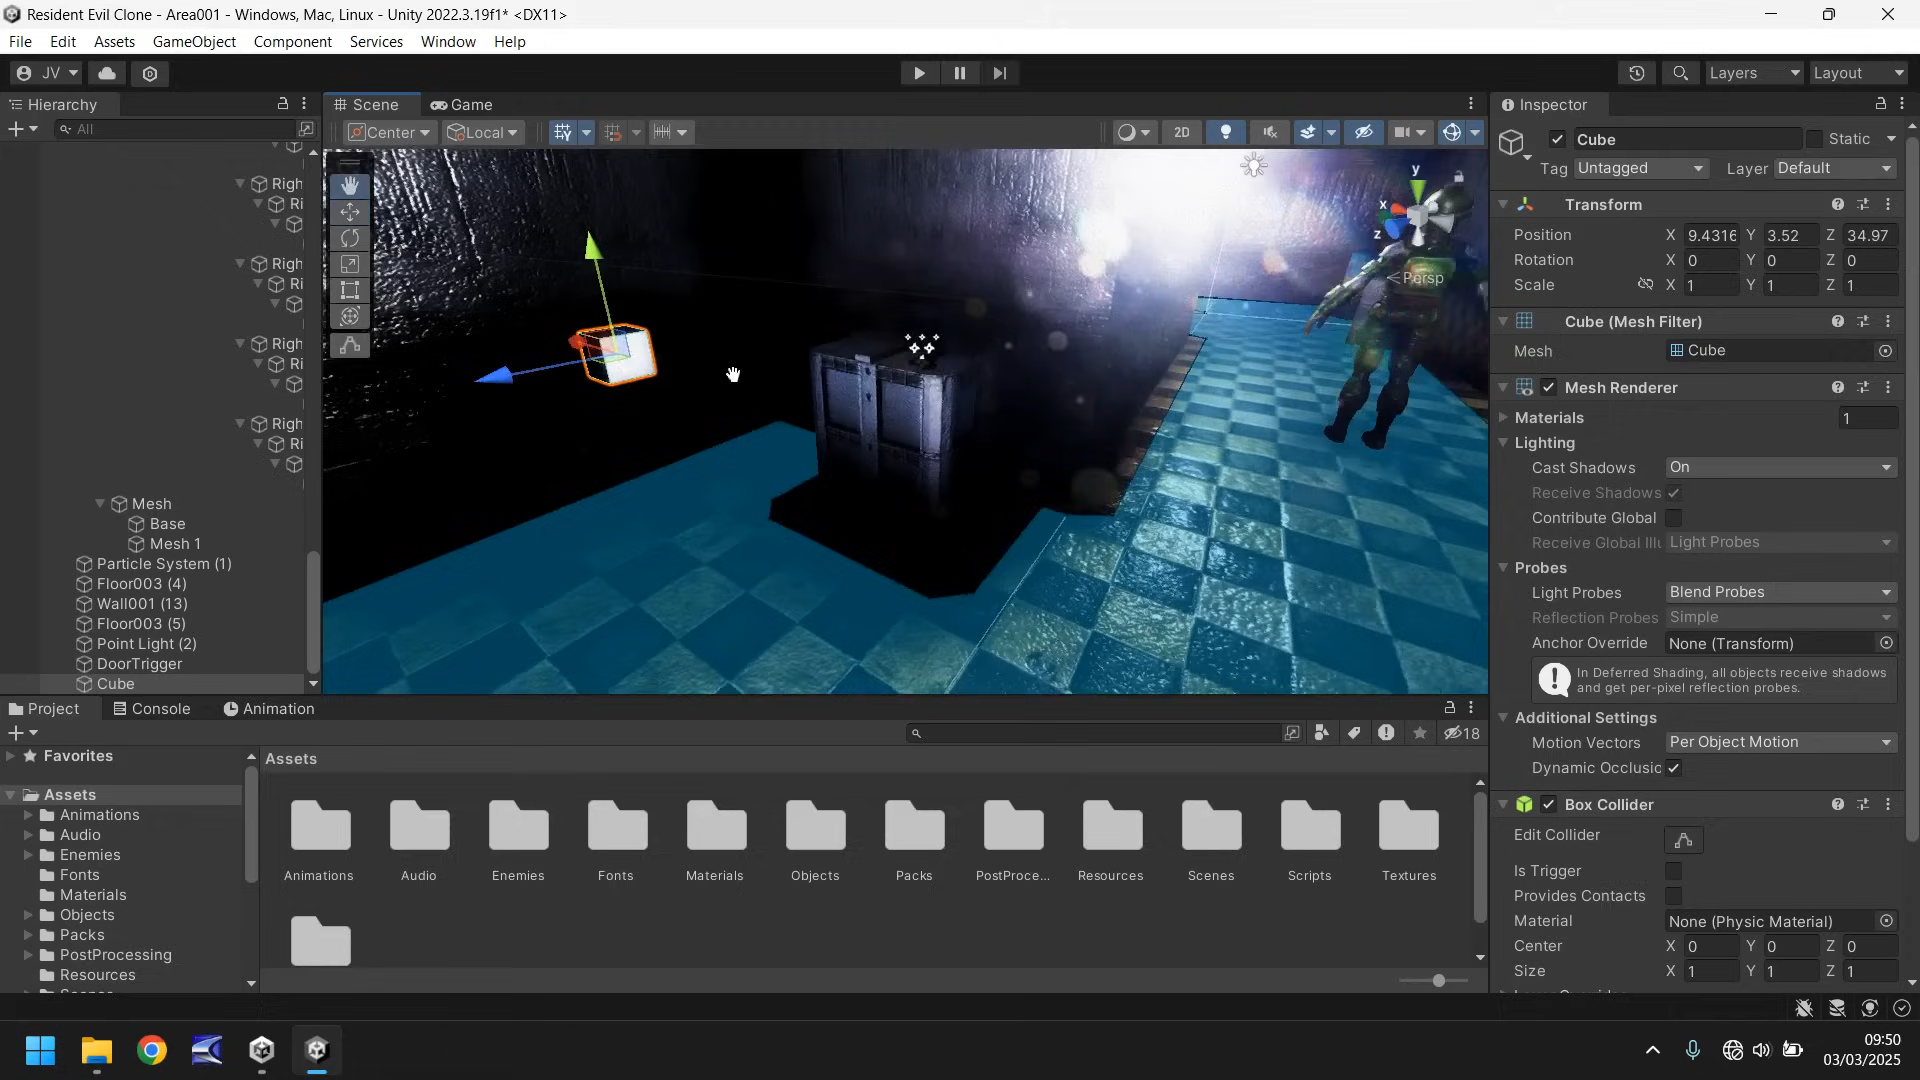 Resident Evil Clone - Area001 - Windows, Mac, Linux - Unity 2022.3.19f1* <DX11>
File Edit Assets GameObject Component Services Window Help
JV Layers Layout
Hierarchy
All
Righ
Ri
Righ
Ri
Righ
Ri
Righ
Ri
Mesh
Base
Mesh 1
Particle System (1)
Floor003 (4)
Wall001 (13)
Floor003 (5)
Point Light (2)
DoorTrigger
Cube
Scene Game
Center Local 2D
y
x
z
Persp
Inspector
Cube Static
Tag Untagged Layer Default
Transform
Position X 9.4316 Y 3.52 Z 34.97
Rotation X 0 Y 0 Z 0
Scale X 1 Y 1 Z 1
Cube (Mesh Filter)
Mesh Cube
Mesh Renderer
Materials 1
Lighting
Cast Shadows On
Receive Shadows
Contribute Global
Receive Global Illu Light Probes
Probes
Light Probes Blend Probes
Reflection Probes Simple
Anchor Override None (Transform)
In Deferred Shading, all objects receive shadows
and get per-pixel reflection probes.
Additional Settings
Motion Vectors Per Object Motion
Dynamic Occlusic
Box Collider
Edit Collider
Is Trigger
Provides Contacts
Material None (Physic Material)
Center X 0 Y 0 Z 0
Size X 1 Y 1 Z 1
Project Console Animation
18
Favorites
Assets
Animations
Audio
Enemies
Fonts
Materials
Objects
Packs
PostProcessing
Resources
Assets
Animations Audio Enemies Fonts Materials Objects Packs PostProce... Resources Scenes Scripts Textures
09:50
03/03/2025